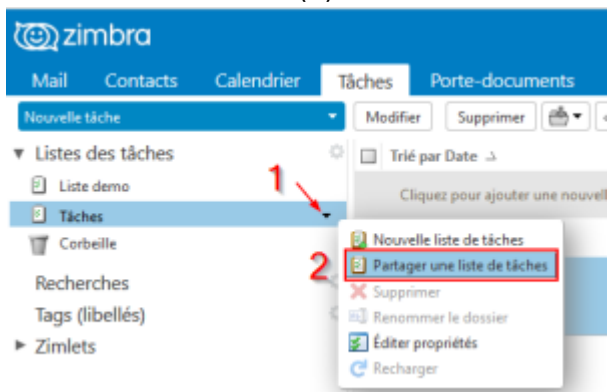 zimbra
Mail Contacts Calendrier Tâches Porte-documents
Nouvelle tâche Modifier Supprimer
Listes des tâches Trié par Date
Liste demo 1 Cliquez pour ajouter une nouvell
Tâches
Corbeille Nouvelle liste de tâches
2 Partager une liste de tâches
Recherches Supprimer
Tags (libellés) Renommer le dossier
Zimlets Éditer propriétés
Recharger